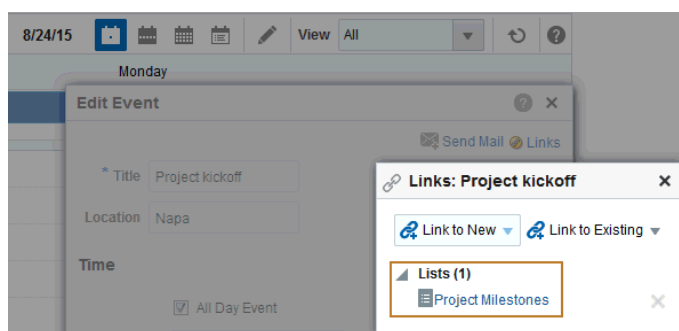 8/24/15 View All
Monday
Edit Event
Send Mail Links
* Title Project kickoff
Links: Project kickoff
Location Napa
Link to New Link to Existing
Time
Lists (1)
Project Milestones
All Day Event